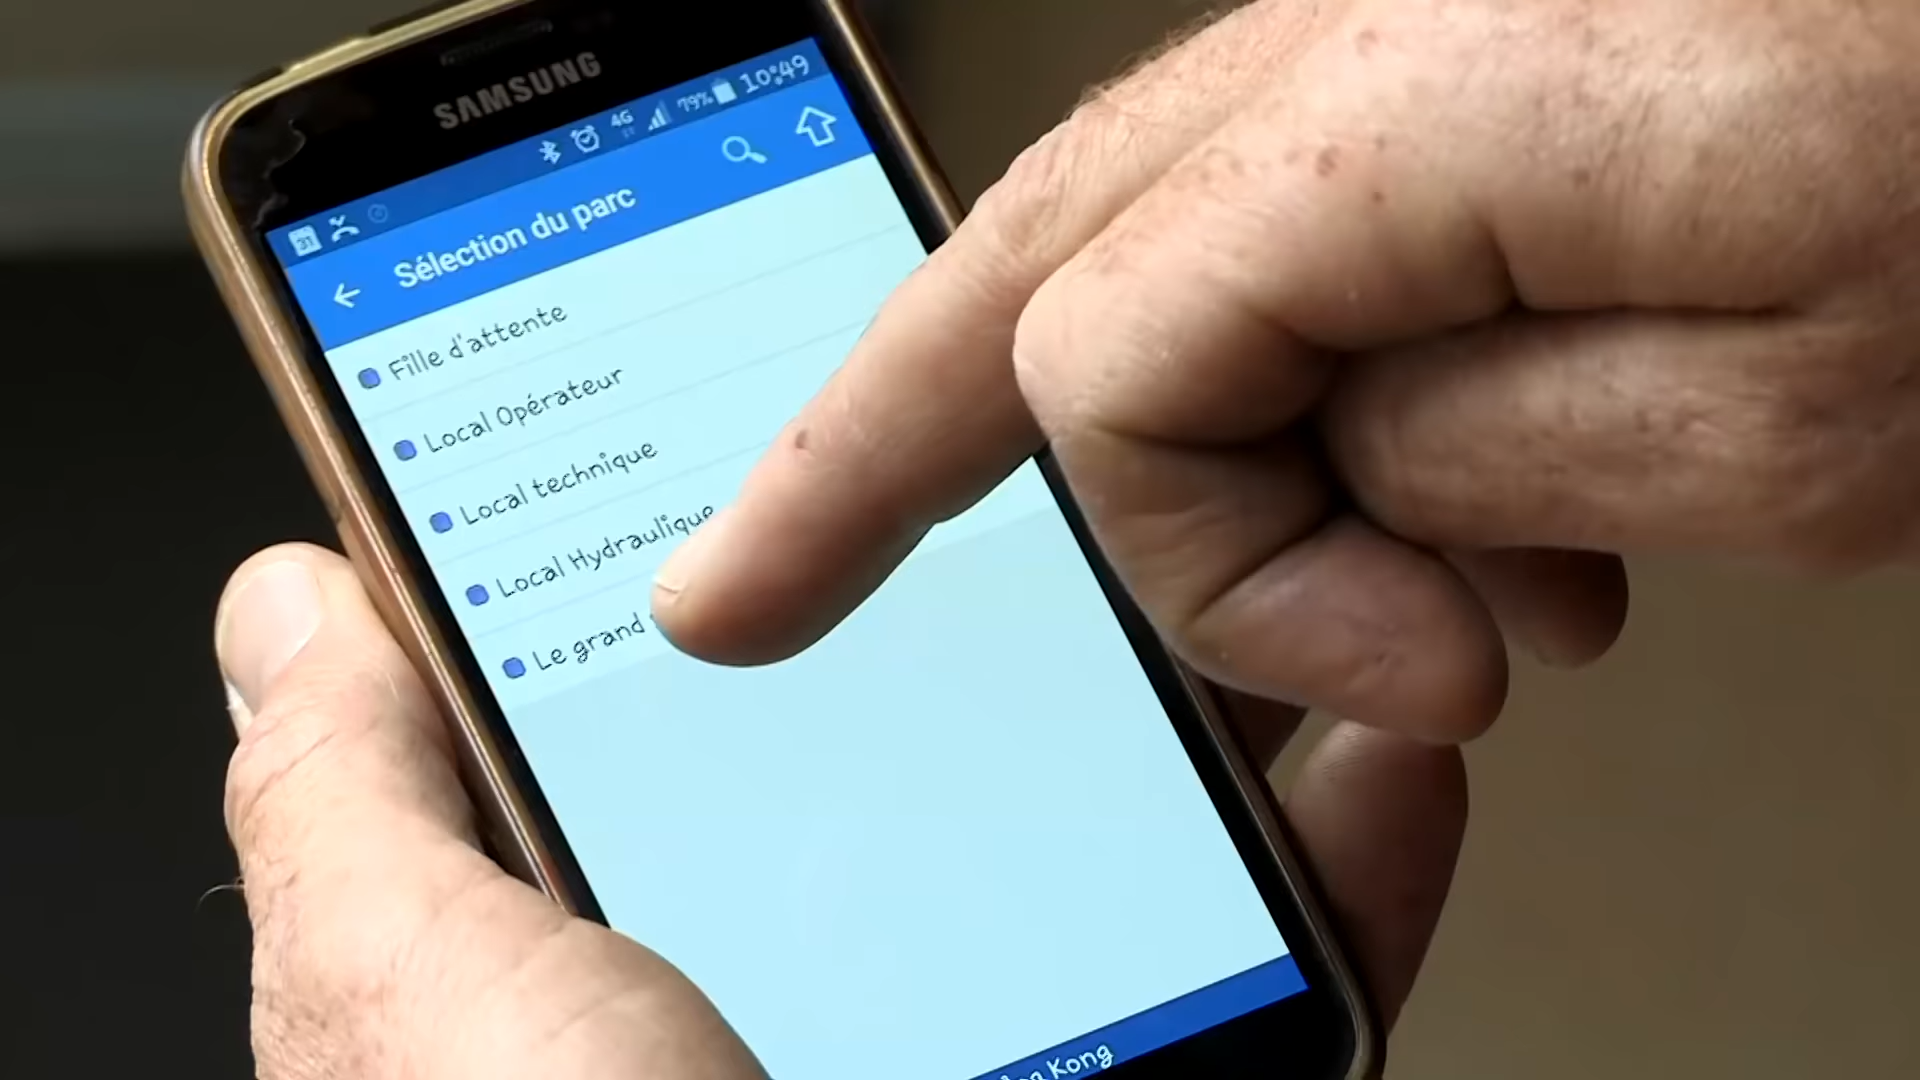 SAMSUNG
31 4G 79% 10:49
Sélection du parc
Fille d'attente
Local Opérateur
Local technique
Local Hydraulique
Le grand
Kong